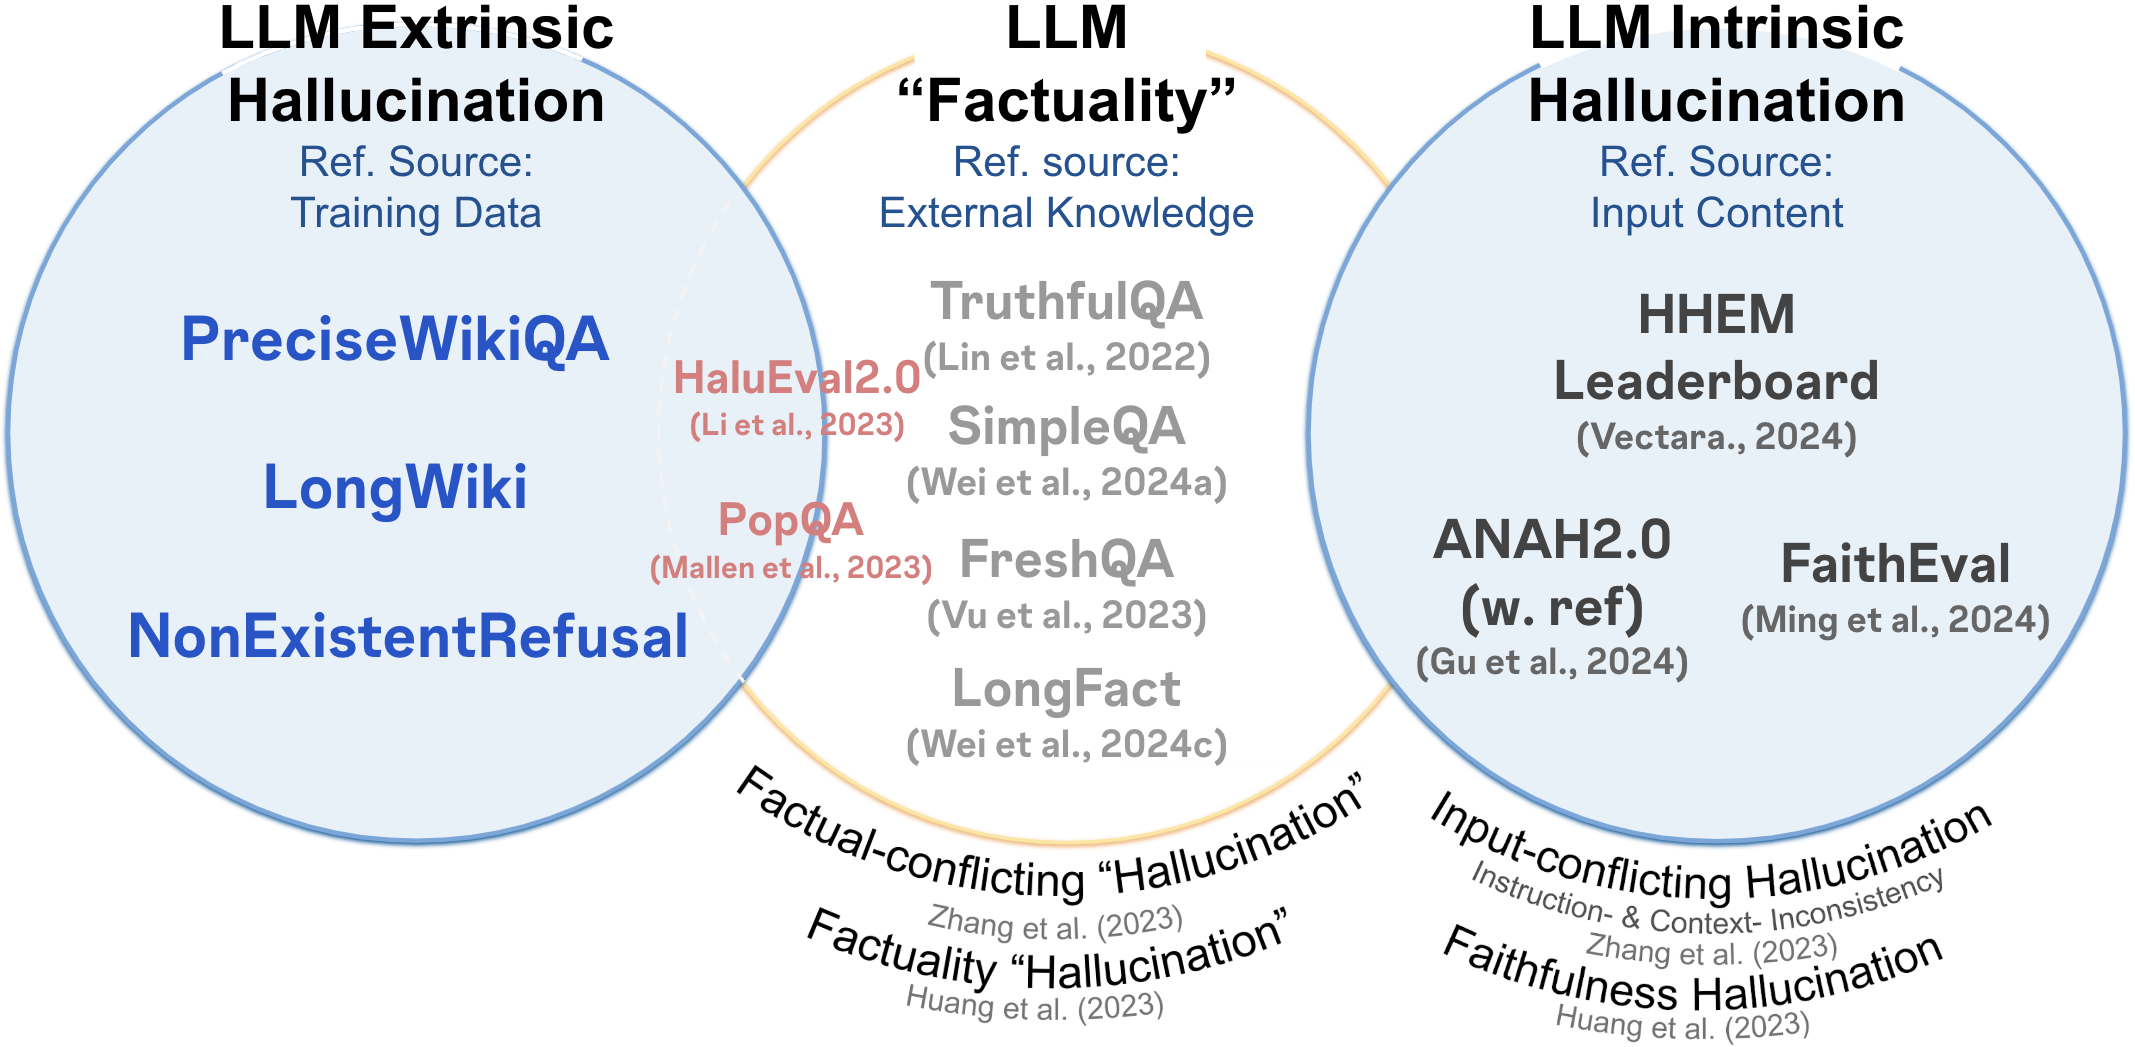 LLM Extrinsic
Hallucination
Ref. Source:
Training Data
PreciseWikiQA
LongWiki
NonExistentRefusal
HaluEval2.0
(Li et al., 2023)
PopQA
(Mallen et al., 2023)
LLM
“Factuality”
Ref. source:
External Knowledge
TruthfulQA
(Lin et al., 2022)
SimpleQA
(Wei et al., 2024a)
FreshQA
(Vu et al., 2023)
LongFact
(Wei et al., 2024c)
Factual-conflicting “Hallucination”
Zhang et al. (2023)
Factuality “Hallucination”
Huang et al. (2023)
LLM Intrinsic
Hallucination
Ref. Source:
Input Content
HHEM
Leaderboard
(Vectara., 2024)
ANAH2.0
(w. ref)
(Gu et al., 2024)
FaithEval
(Ming et al., 2024)
Input-conflicting Hallucination
Instruction- & Context- Inconsistency
Zhang et al. (2023)
Faithfulness Hallucination
Huang et al. (2023)